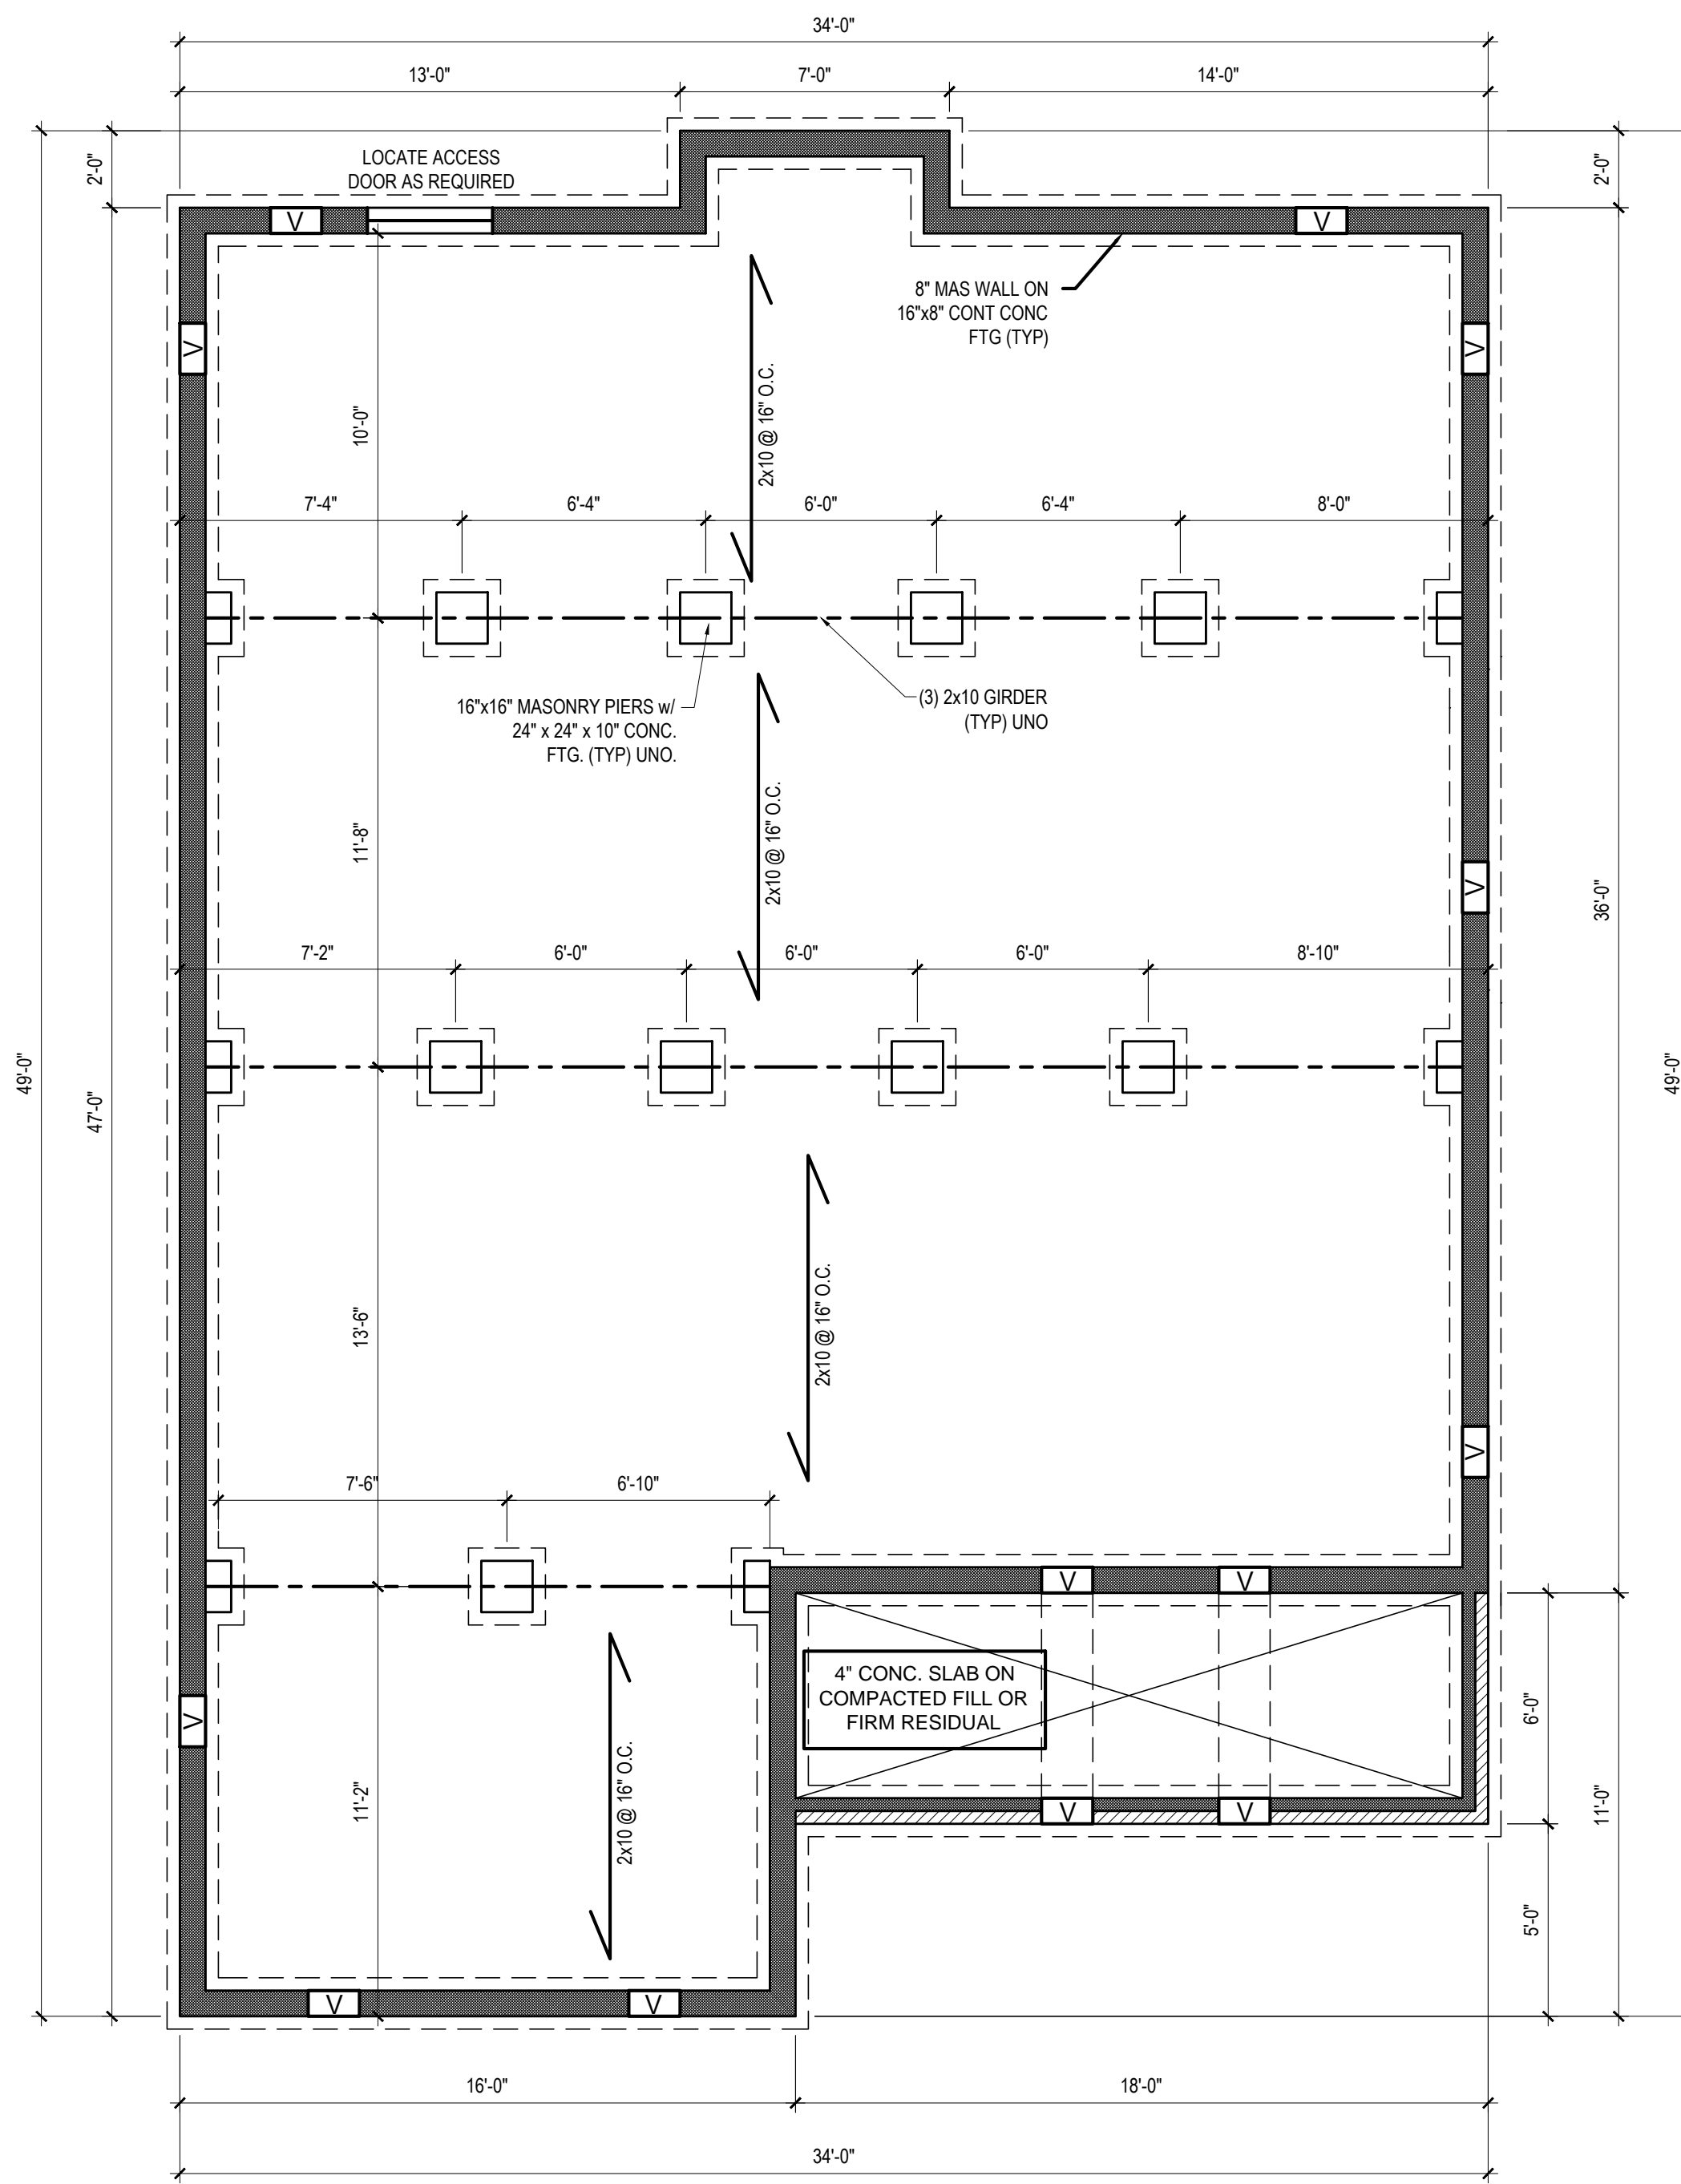 34'-0"
13'-0"
7'-0"
14'-0"
2'-0"
2'-0"
LOCATE ACCESS
DOOR AS REQUIRED
V
V
8" MAS WALL ON
16"x8" CONT CONC
FTG (TYP)
V
V
10'-0"
2x10 @ 16" O.C.
7'-4"
6'-4"
6'-0"
6'-4"
8'-0"
16"x16" MASONRY PIERS w/
24" x 24" x 10" CONC.
FTG. (TYP) UNO.
(3) 2x10 GIRDER
(TYP) UNO
11'-8"
2x10 @ 16" O.C.
V
36'-0"
7'-2"
6'-0"
6'-0"
6'-0"
8'-10"
49'-0"
47'-0"
49'-0"
13'-6"
2x10 @ 16" O.C.
V
7'-6"
6'-10"
V
V
4" CONC. SLAB ON
COMPACTED FILL OR
FIRM RESIDUAL
V
6'-0"
11'-2"
2x10 @ 16" O.C.
V
V
11'-0"
5'-0"
V
V
16'-0"
18'-0"
34'-0"